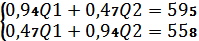 0,94Q1 + 0,47Q2 = 595
0,47Q1 + 0,94Q2 = 558